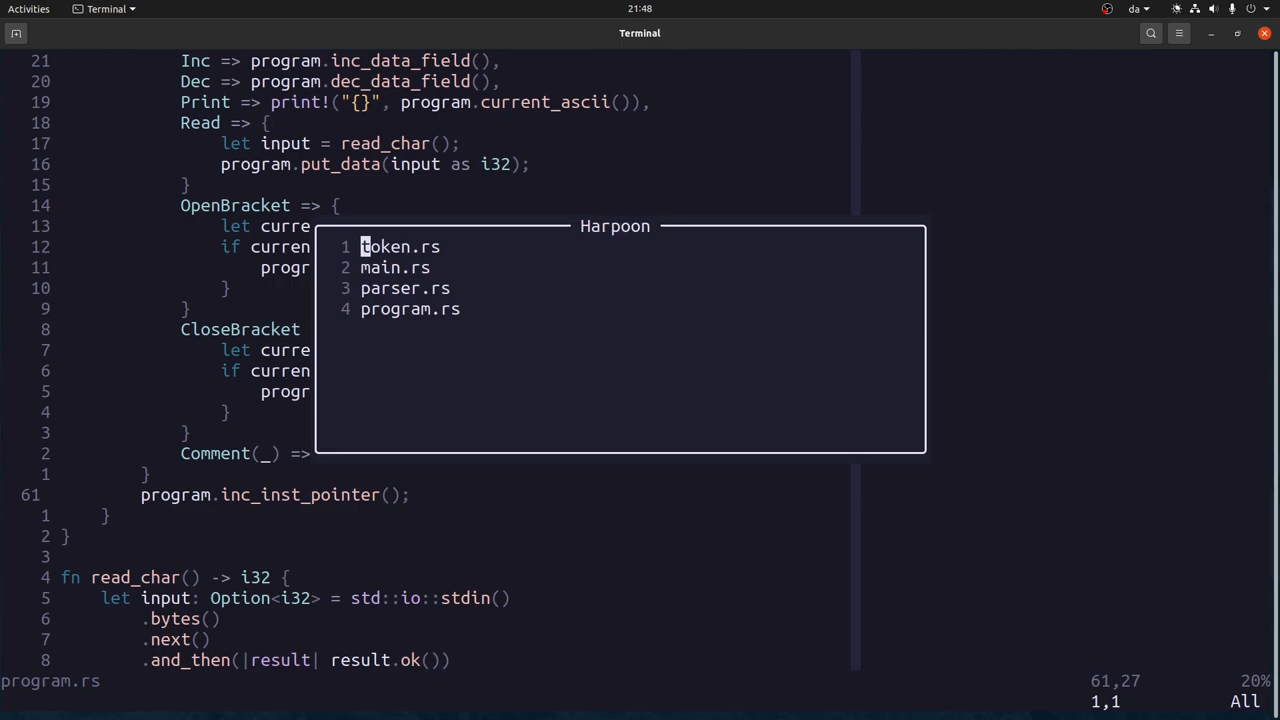 Activities Terminal 21:48 da
Terminal
21 Inc => program.inc_data_field(),
20 Dec => program.dec_data_field(),
19 Print => print!("{}", program.current_ascii()),
18 Read => {
17 let input = read_char();
16 program.put_data(input as i32);
15 }
14 OpenBracket => {
13 let curre
12 if curren
11 progr
10 }
9 }
8 CloseBracket
7 let curre
6 if curren
5 progr
4 }
3 }
2 Comment(_) =>
1 }
61 program.inc_inst_pointer();
1 }
2 }
3
4 fn read_char() -> i32 {
5 let input: Option<i32> = std::io::stdin()
6 .bytes()
7 .next()
8 .and_then(|result| result.ok())
Harpoon
1 token.rs
2 main.rs
3 parser.rs
4 program.rs
program.rs 61,27 20%
1,1 All